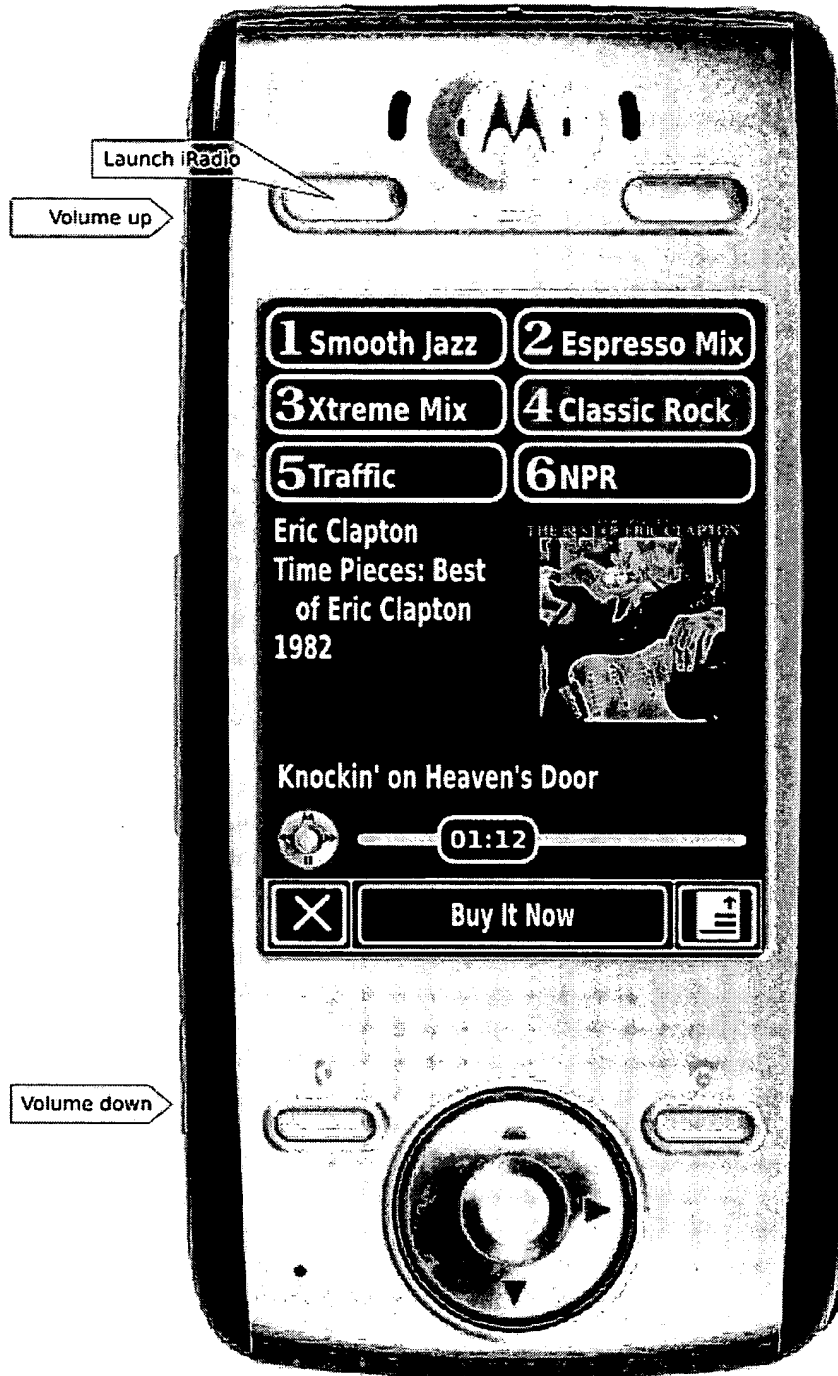 Launch iRadio
Volume up
1 Smooth Jazz
2 Espresso Mix
3 Xtreme Mix
4 Classic Rock
5 Traffic
6 NPR
Eric Clapton
Time Pieces: Best
of Eric Clapton
1982
THE BEST OF ERIC CLAPTON
Knockin' on Heaven's Door
01:12
Buy It Now
Volume down